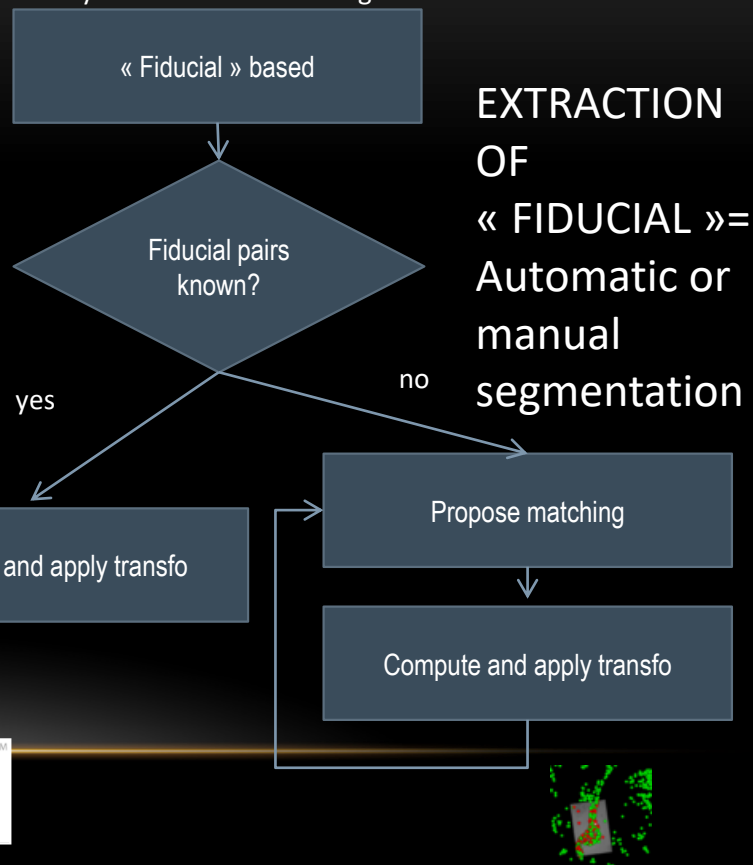 « Fiducial » based
EXTRACTION
OF
« FIDUCIAL »=
Automatic or
manual
segmentation
Fiducial pairs
known?
yes
no
Propose matching
and apply transfo
Compute and apply transfo